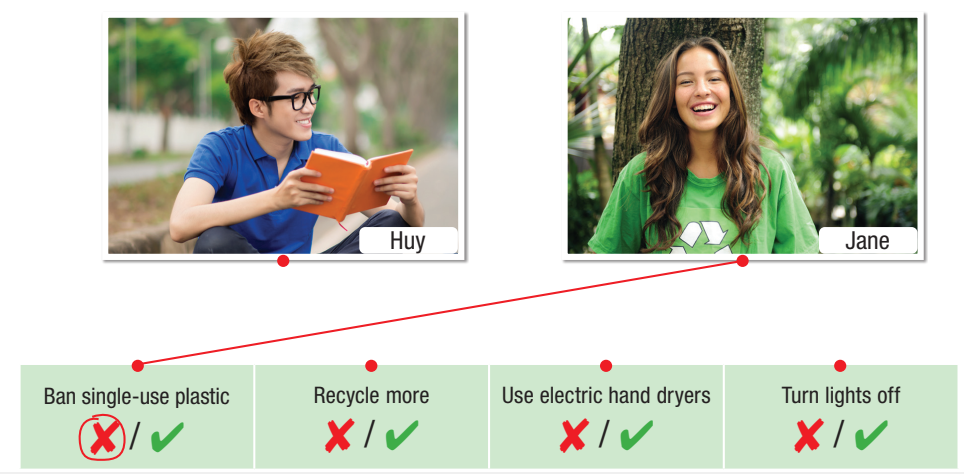 Huy
Jane
Ban single-use plastic
Recycle more
Use electric hand dryers
Turn lights off
✘ / ✔
✘ / ✔
✘ / ✔
✘ / ✔